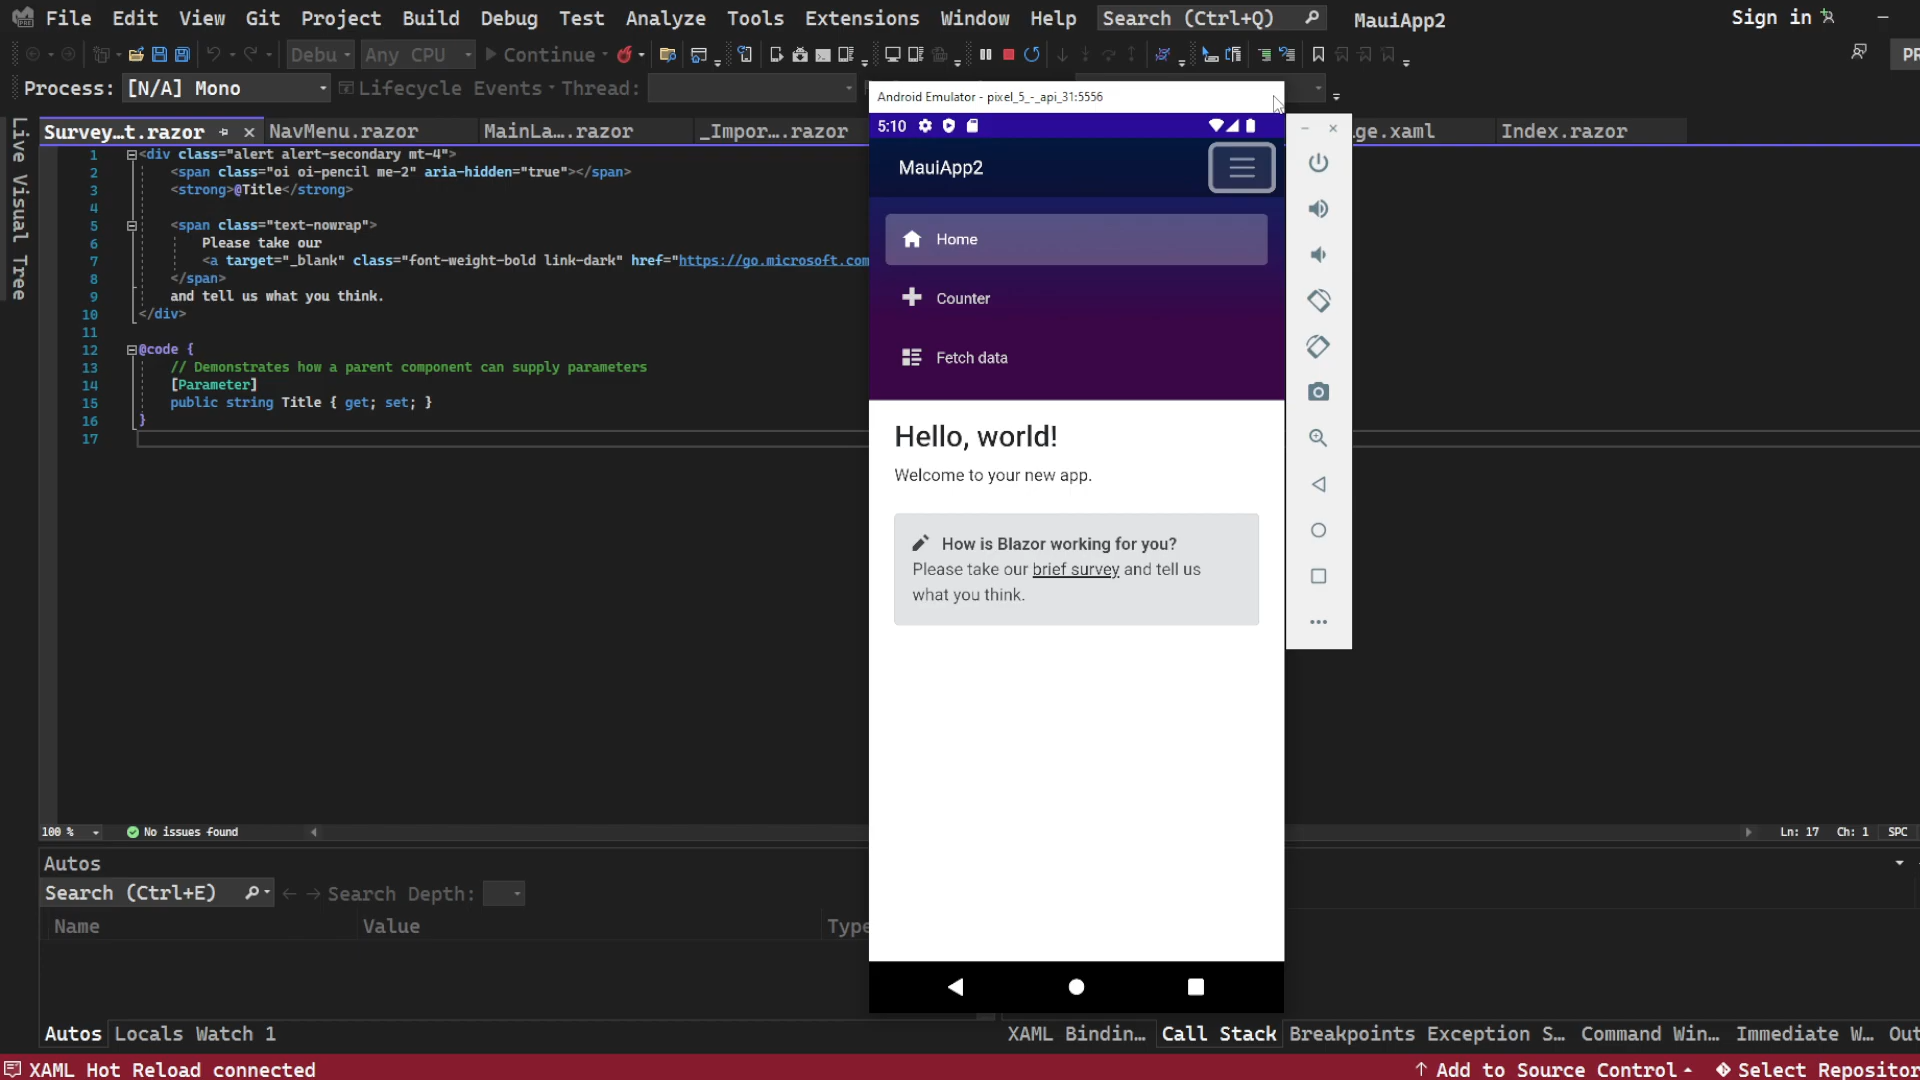 File Edit View Git Project Build Debug Test Analyze Tools Extensions Window Help Search (Ctrl+Q) MauiApp2 Sign in
Debu Any CPU Continue
Process: [N/A] Mono Lifecycle Events Thread:
Android Emulator - pixel_5_-_api_31:5556
Live Visual Tree
Survey…t.razor NavMenu.razor MainLa….razor _Impor….razor ge.xaml Index.razor
1 <div class="alert alert-secondary mt-4">
2 <span class="oi oi-pencil me-2" aria-hidden="true"></span>
3 <strong>@Title</strong>
4
5 <span class="text-nowrap">
6 Please take our
7 <a target="_blank" class="font-weight-bold link-dark" href="https://go.microsoft.com
8 </span>
9 and tell us what you think.
10 </div>
11
12 @code {
13 // Demonstrates how a parent component can supply parameters
14 [Parameter]
15 public string Title { get; set; }
16 }
17
5:10
MauiApp2
Home
Counter
Fetch data
Hello, world!
Welcome to your new app.
How is Blazor working for you?
Please take our brief survey and tell us
what you think.
100 % No issues found Ln: 17 Ch: 1 SPC
Autos
Search (Ctrl+E) Search Depth:
Name Value Type
Autos Locals Watch 1 XAML Bindin… Call Stack Breakpoints Exception S… Command Win… Immediate W… Out
XAML Hot Reload connected Add to Source Control Select Repositor